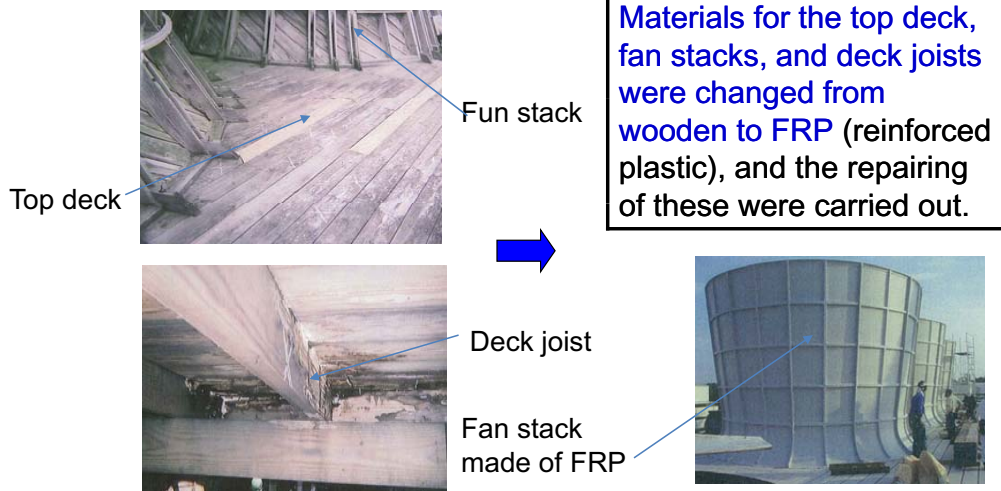 Materials for the top deck,
fan stacks, and deck joists
were changed from
wooden to FRP (reinforced
plastic), and the repairing
of these were carried out.
Fun stack
Top deck
Deck joist
Fan stack
made of FRP